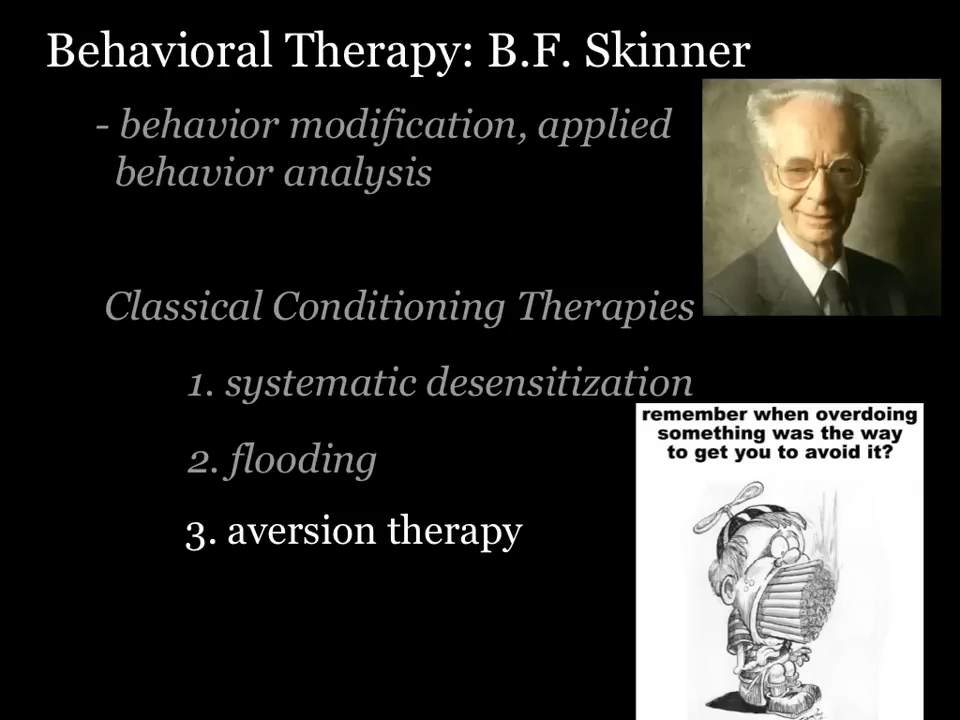 Behavioral Therapy: B.F. Skinner
- behavior modification, applied
behavior analysis
Classical Conditioning Therapies
1. systematic desensitization
2. flooding
3. aversion therapy
remember when overdoing
something was the way
to get you to avoid it?